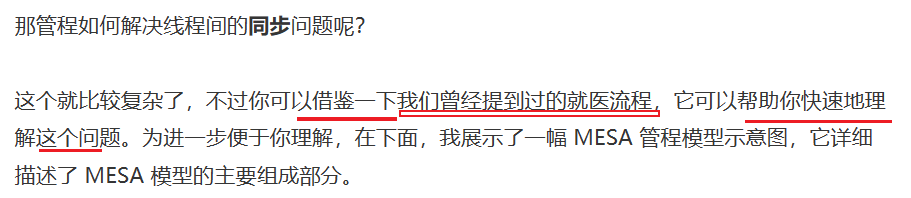 那管程如何解决线程间的同步问题呢？
这个就比较复杂了，不过你可以借鉴一下我们曾经提到过的就医流程，它可以帮助你快速地理
解这个问题。为进一步便于你理解，在下面，我展示了一幅 MESA 管程模型示意图，它详细
描述了 MESA 模型的主要组成部分。